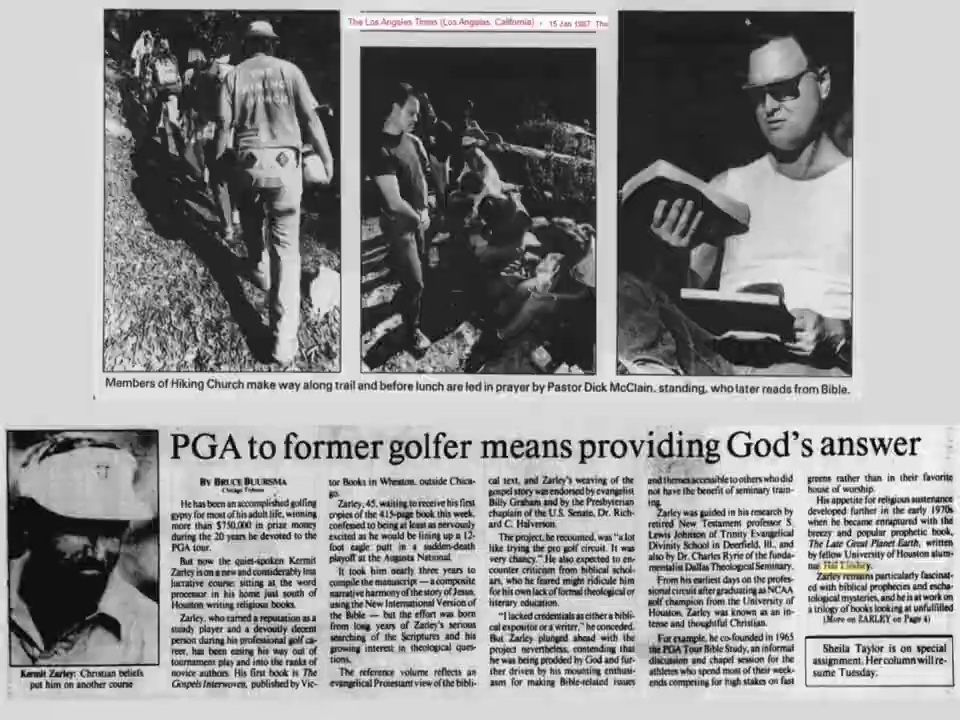 The Los Angeles Times (Los Angeles, California) • 15 Jan 1987 Thu
Members of Hiking Church make way along trail and before lunch are led in prayer by Pastor Dick McClain, standing, who later reads from Bible.
PGA to former golfer means providing God's answer
BY BRUCE BUURSMA
Chicago Tribune
He has been an accomplished golfing
gypsy for most of his adult life, winning
more than $750,000 in prize money
during the 20 years he devoted to the
PGA tour.
But now the quiet-spoken Kermit
Zarley is on a new and considerably less
lucrative course: sitting at the word
processor in his home just south of
Houston writing religious books.
Zarley, who earned a reputation as a
steady player and a devoutly decent
person during his professional golf ca-
reer, has been easing his way out of
tournament play and into the ranks of
novice authors. His first book is The
Gospels Interwoven, published by Vic-
tor Books in Wheaton, outside Chica-
go.
Zarley, 45, waiting to receive his first
copies of the 415-page book this week,
confessed to being at least as nervously
excited as he would be lining up a 12-
foot eagle putt in a sudden-death
playoff at the Augusta National.
It took him nearly three years to
compile the manuscript — a composite
narrative harmony of the story of Jesus,
using the New International Version of
the Bible — but the effort was born
from long years of Zarley's serious
searching of the Scriptures and his
growing interest in theological ques-
tions.
The reference volume reflects an
evangelical Protestant view of the bibli-
cal text, and Zarley's weaving of the
gospel story was endorsed by evangelist
Billy Graham and by the Presbyterian
chaplain of the U.S. Senate, Dr. Rich-
ard C. Halverson.
The project, he recounted, was "a lot
like trying the pro golf circuit. It was
very chancy." He also expected to en-
counter criticism from biblical schol-
ars, who he feared might ridicule him
for his own lack of formal theological or
literary education.
"I lacked credentials as either a bibli-
cal expositor or a writer," he conceded.
But Zarley plunged ahead with the
project nevertheless, contending that
he was being prodded by God and fur-
ther driven by his mounting enthusi-
asm for making Bible-related issues
and themes accessible to others who did
not have the benefit of seminary train-
ing.
Zarley was guided in his research by
retired New Testament professor S.
Lewis Johnson of Trinity Evangelical
Divinity School in Deerfield, Ill., and
also by Dr. Charles Ryrie of the funda-
mentalist Dallas Theological Seminary.
From his earliest days on the profes-
sional circuit after graduating as NCAA
golf champion from the University of
Houston, Zarley was known as an in-
tense and thoughtful Christian.
For example, he co-founded in 1965
the PGA Tour Bible Study, an informal
discussion and chapel session for the
athletes who spend most of their week-
ends competing for high stakes on fast
greens rather than in their favorite
house of worship.
His appetite for religious sustenance
developed further in the early 1970s
when he became enraptured with the
breezy and popular prophetic book,
The Late Great Planet Earth, written
by fellow University of Houston alum-
nus Hal Lindsey.
Zarley remains particularly fascinat-
ed with biblical prophecies and escha-
tological mysteries, and he is at work on
a trilogy of books looking at unfulfilled
(More on ZARLEY on Page 4)
Kermit Zarley: Christian beliefs
put him on another course
Sheila Taylor is on special
assignment. Her column will re-
sume Tuesday.